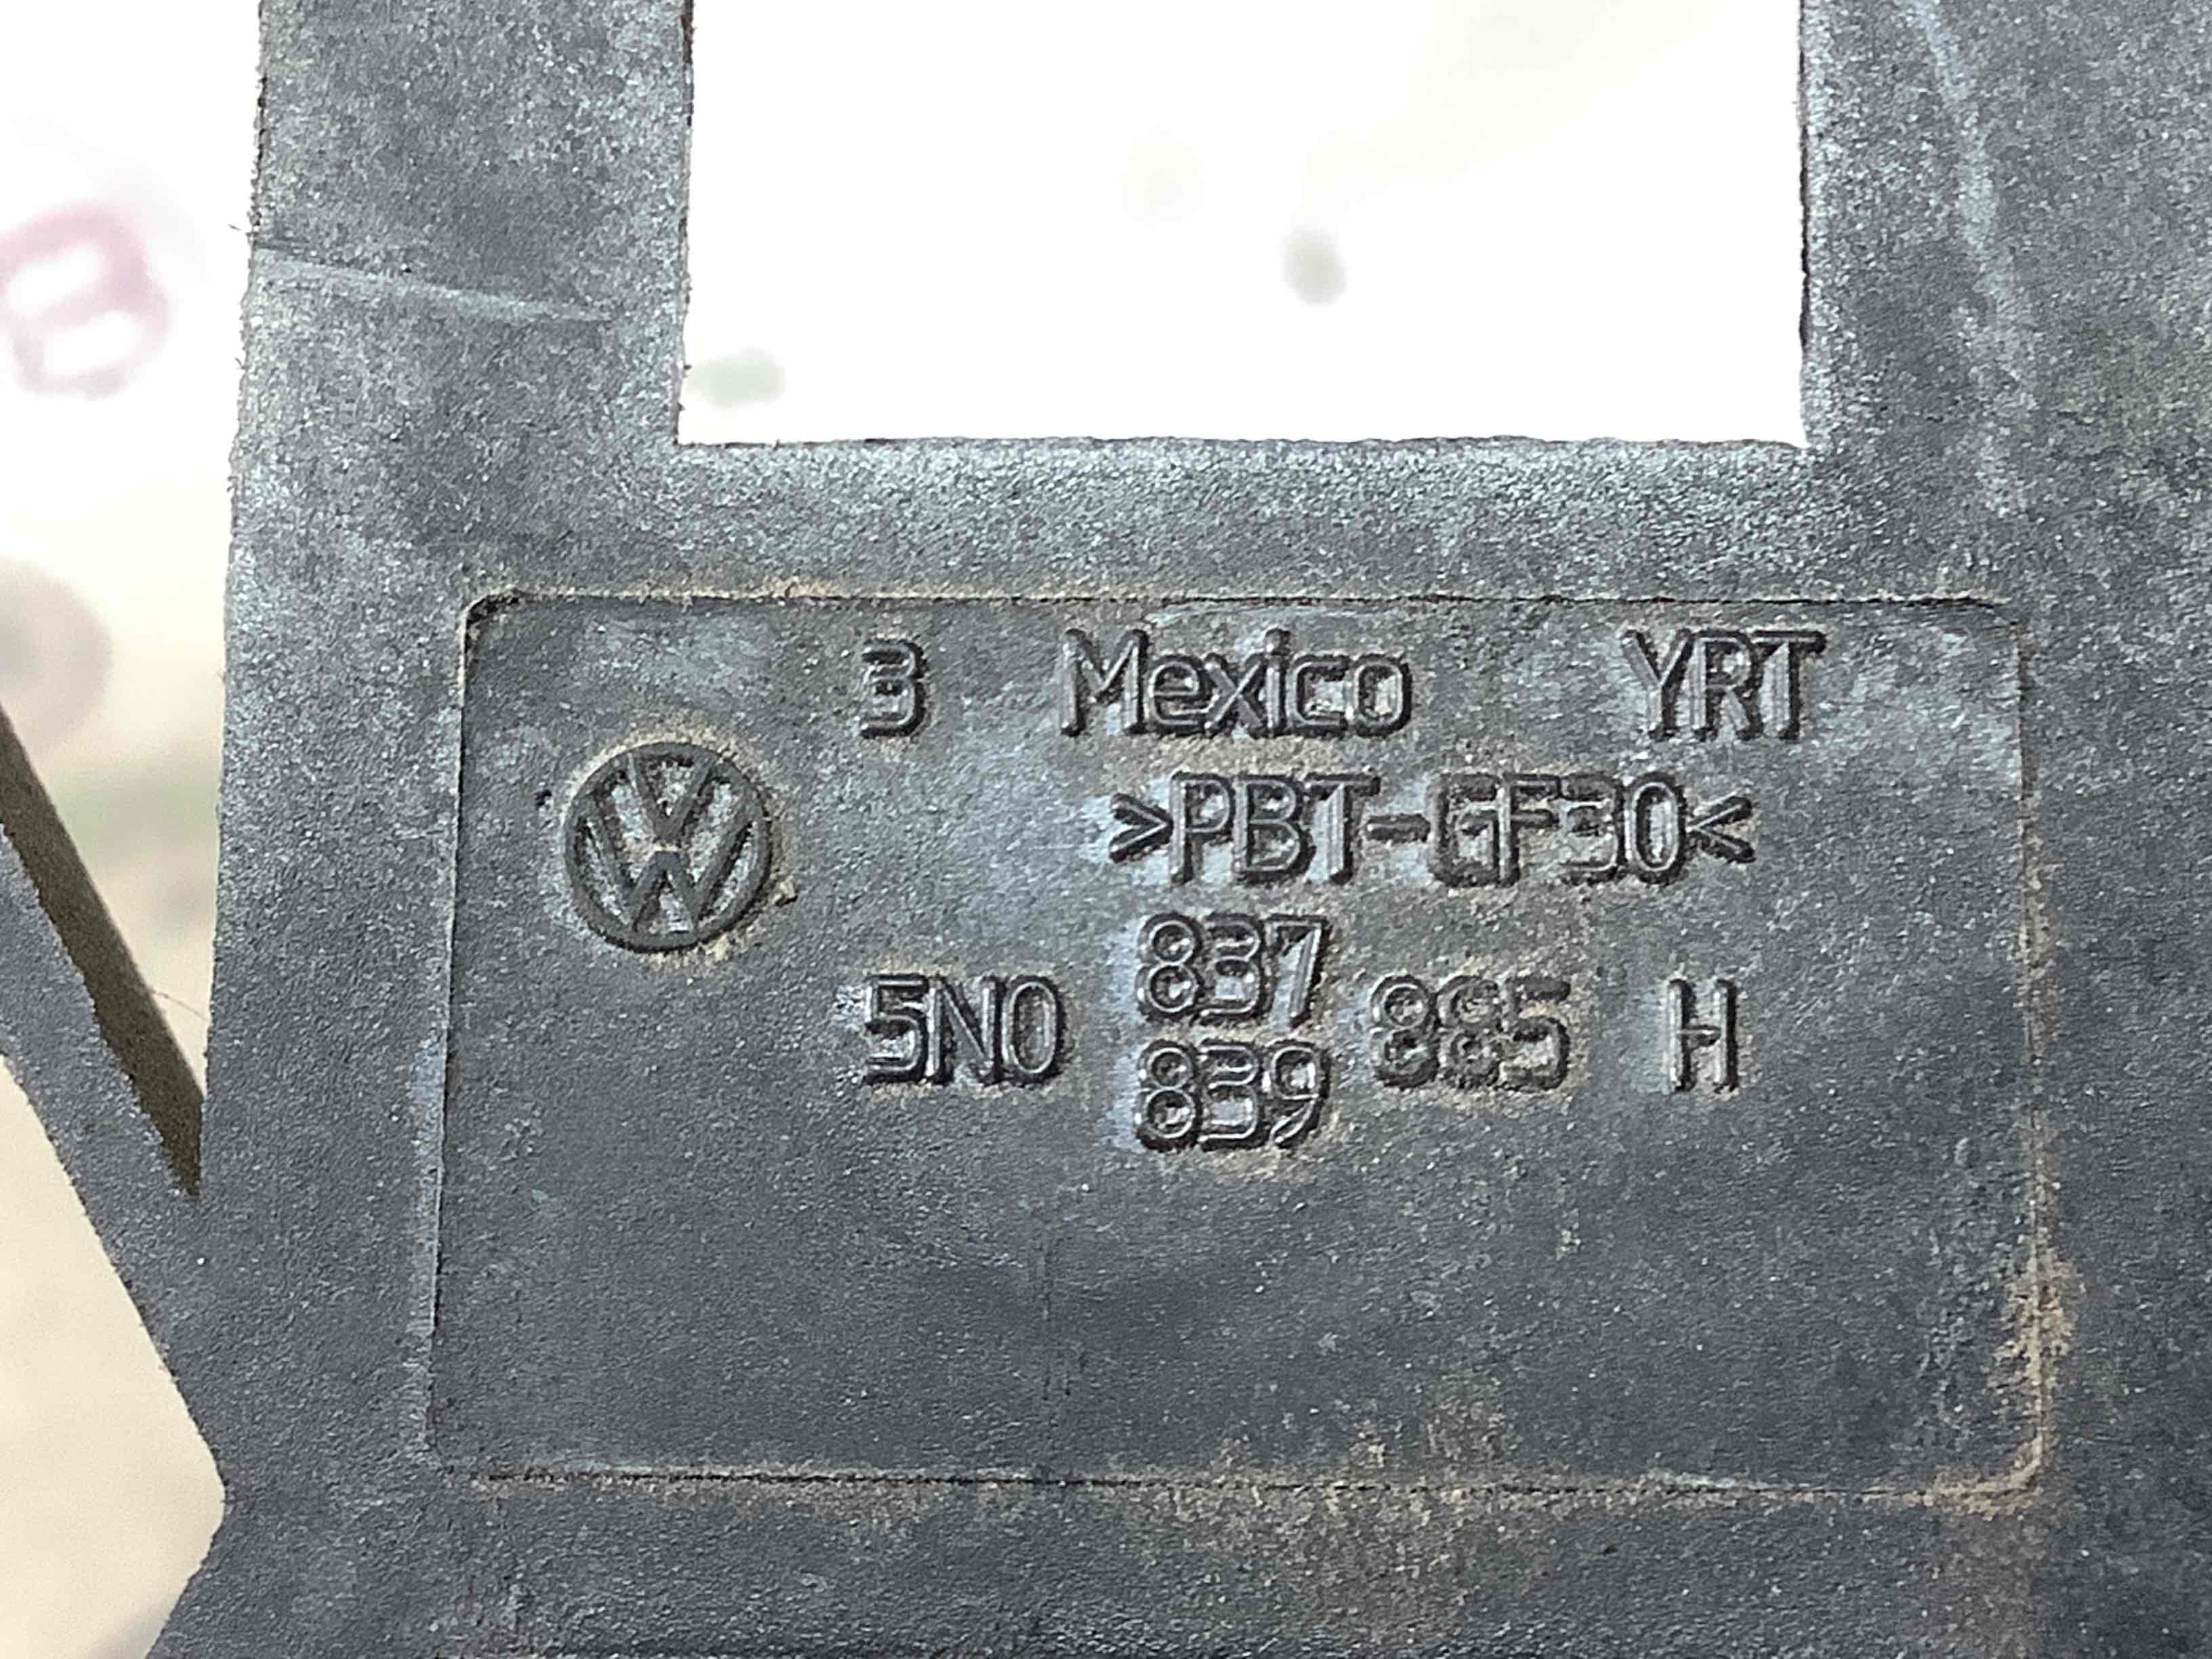 3 Mexico YRT
>PBT-GF30<
837
5N0 885 H
839